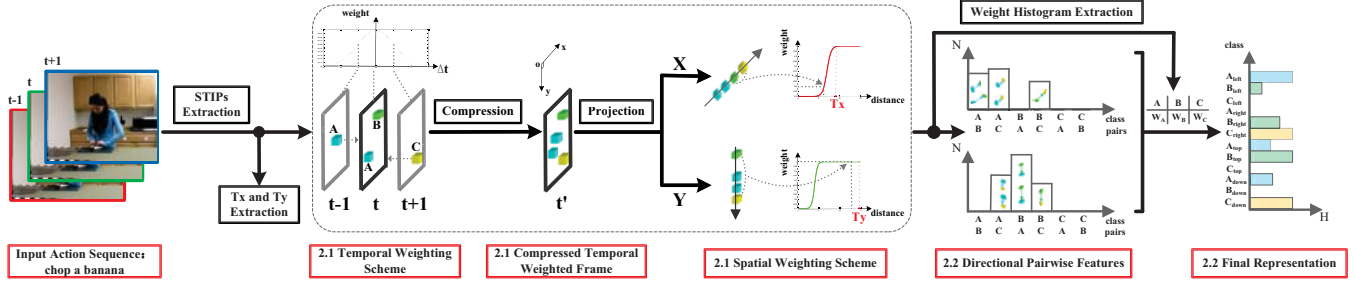 t-1
t
t+1
STIPs
Extraction
Tx and Ty
Extraction
Input Action Sequence:
chop a banana
weight
Δt
A
B
A
C
t-1
t
t+1
2.1 Temporal Weighting
Scheme
Compression
x
o
y
t'
2.1 Compressed Temporal
Weighted Frame
Projection
X
Y
weight
Tx
distance
weight
Ty
distance
2.1 Spatial Weighting Scheme
Weight Histogram Extraction
N
A A B B C C
B C A C A B
class
pairs
N
A A B B C C
B C A C A B
class
pairs
2.2 Directional Pairwise Features
A B C
WA WB WC
class
Aleft
Bleft
Cleft
Aright
Bright
Cright
Atop
Btop
Ctop
Adown
Bdown
Cdown
H
2.2 Final Representation